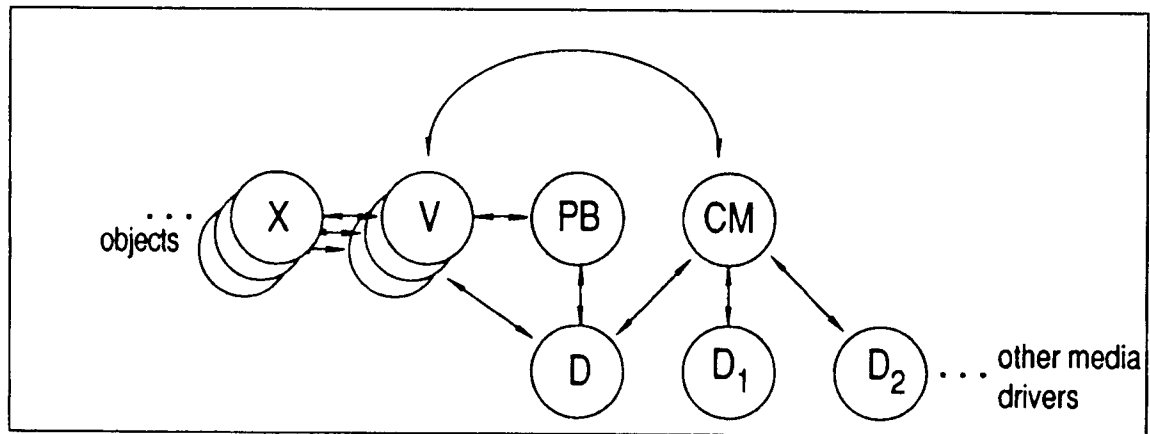 X V PB CM
. . .
objects
D D1 D2 . . . other media
drivers